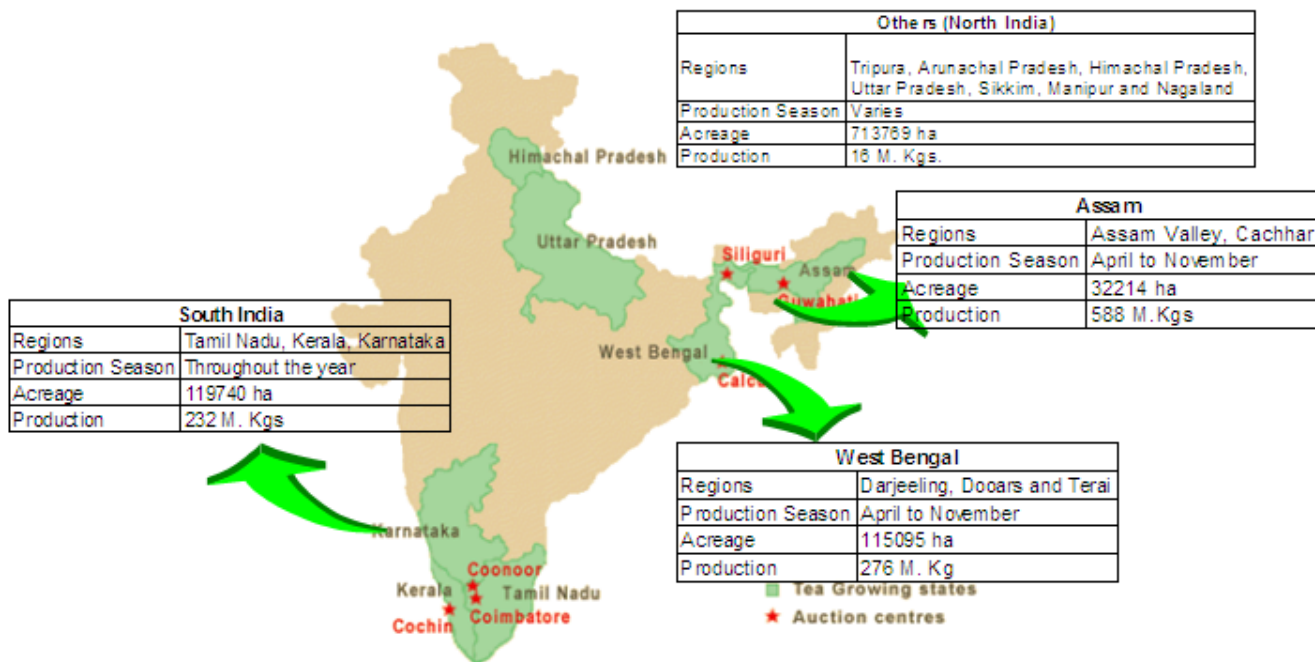 Others (North India)
Regions Tripura, Arunachal Pradesh, Himachal Pradesh,
Uttar Pradesh, Sikkim, Manipur and Nagaland
Production Season Varies
Acreage 713769 ha
Production 16 M. Kgs.
Himachal Pradesh
Uttar Pradesh
Assam
Regions Assam Valley, Cachhar
Production Season April to November
Acreage 32214 ha
Production 588 M.Kgs
Siliguri
Assam
Guwahati
South India
Regions Tamil Nadu, Kerala, Karnataka
Production Season Throughout the year
Acreage 119740 ha
Production 232 M. Kgs
West Bengal
West Bengal
Regions Darjeeling, Dooars and Terai
Production Season April to November
Acreage 115095 ha
Production 276 M. Kg
Karnataka
Coonoor
Kerala
Tamil Nadu
Coimbatore
Cochin
Tea Growing states
Auction centres